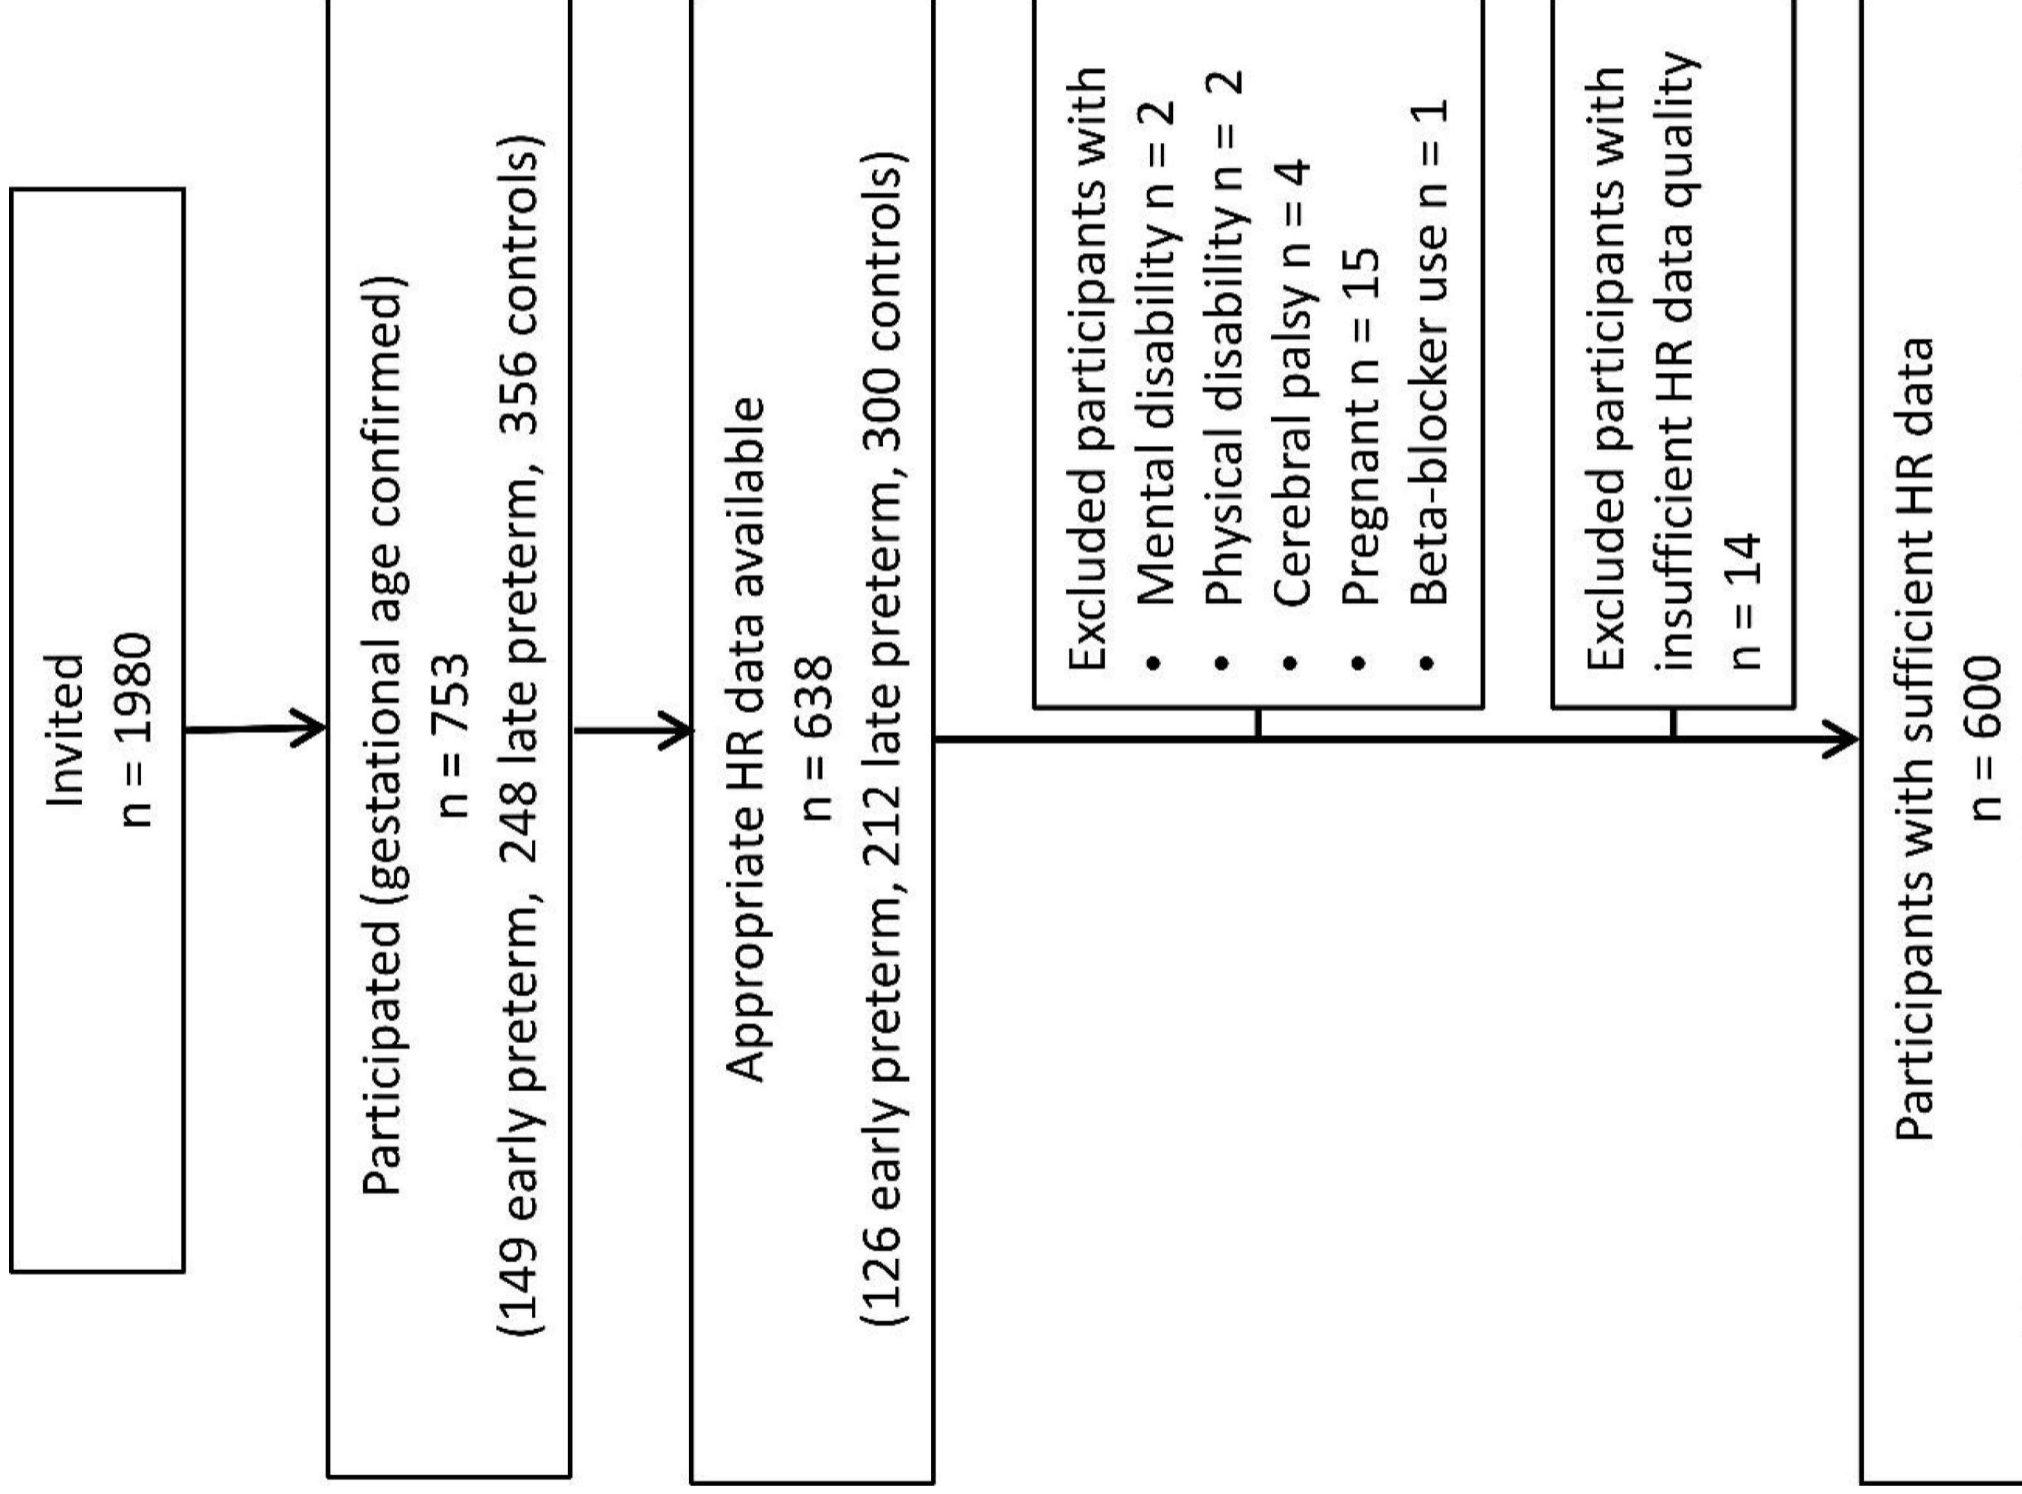 Invited
n = 1980
Participated (gestational age confirmed)
n = 753
(149 early preterm, 248 late preterm, 356 controls)
Appropriate HR data available
n = 638
(126 early preterm, 212 late preterm, 300 controls)
Excluded participants with
• Mental disability n = 2
• Physical disability n = 2
• Cerebral palsy n = 4
• Pregnant n = 15
• Beta-blocker use n = 1
Excluded participants with
insufficient HR data quality
n = 14
Participants with sufficient HR data
n = 600